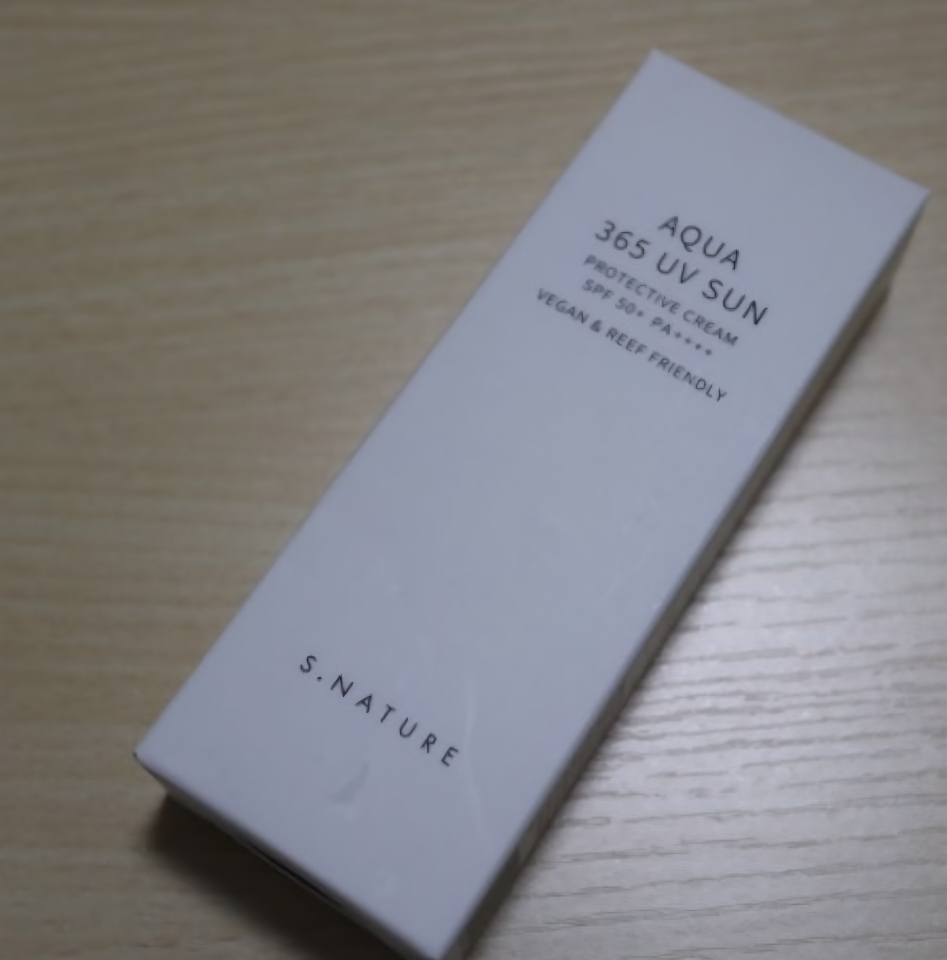 AQUA
365 UV SUN
PROTECTIVE CREAM
SPF 50+ PA++++
VEGAN & REEF FRIENDLY
S.NATURE